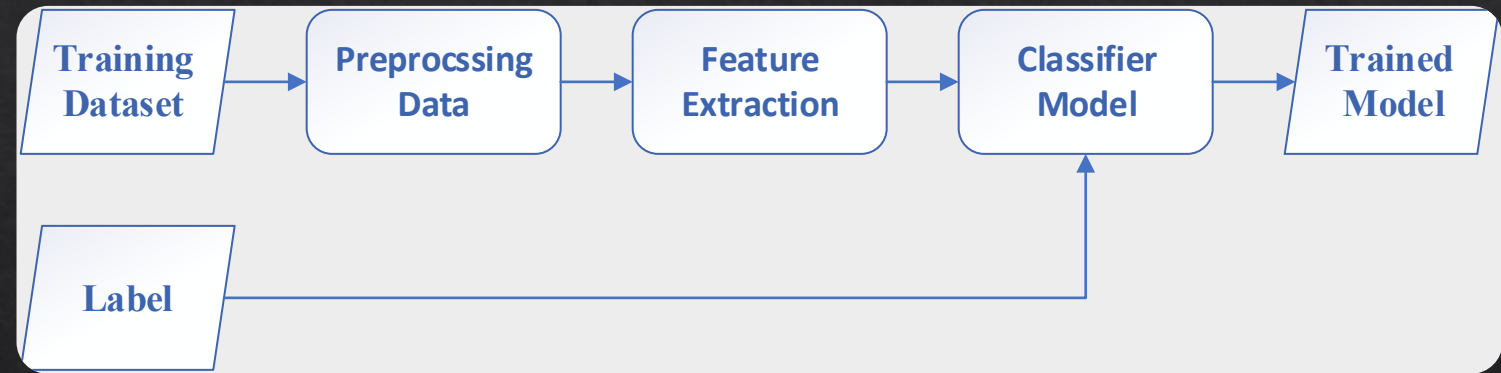 Training
Dataset
Preprocssing
Data
Feature
Extraction
Classifier
Model
Trained
Model
Label